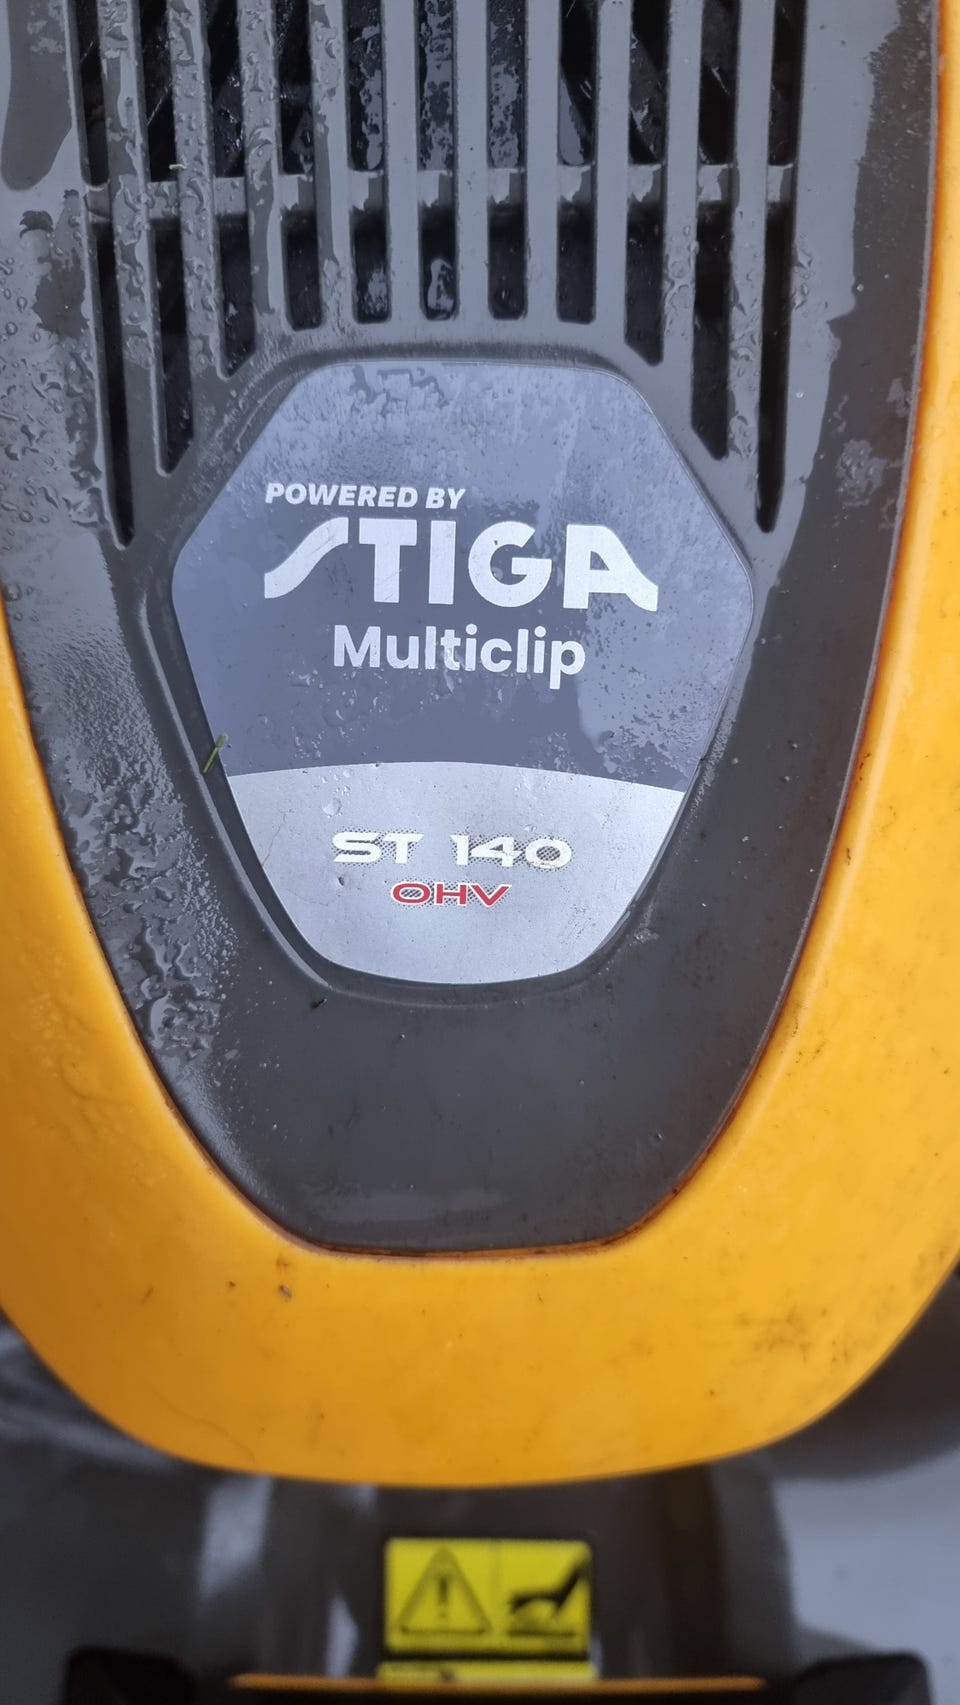 POWERED BY
STIGA
Multiclip
ST 140
OHV